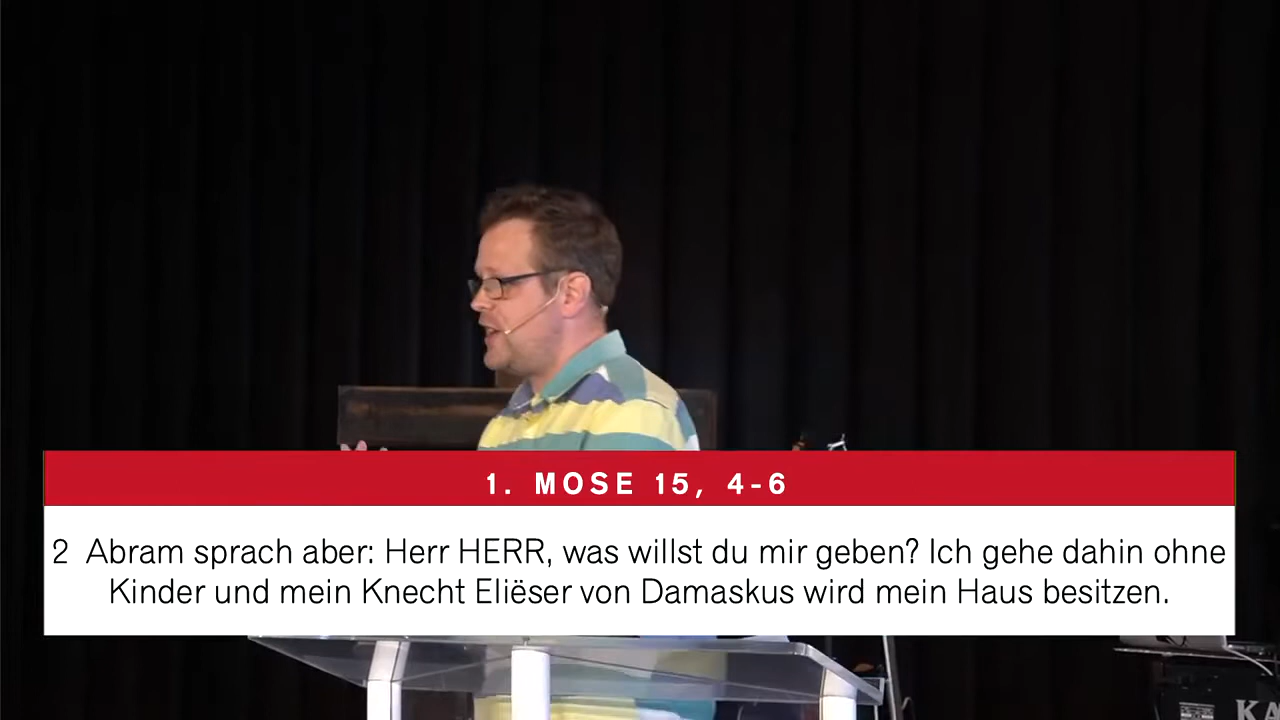 1. MOSE 15, 4-6
2 Abram sprach aber: Herr HERR, was willst du mir geben? Ich gehe dahin ohne
Kinder und mein Knecht Eliëser von Damaskus wird mein Haus besitzen.
KA